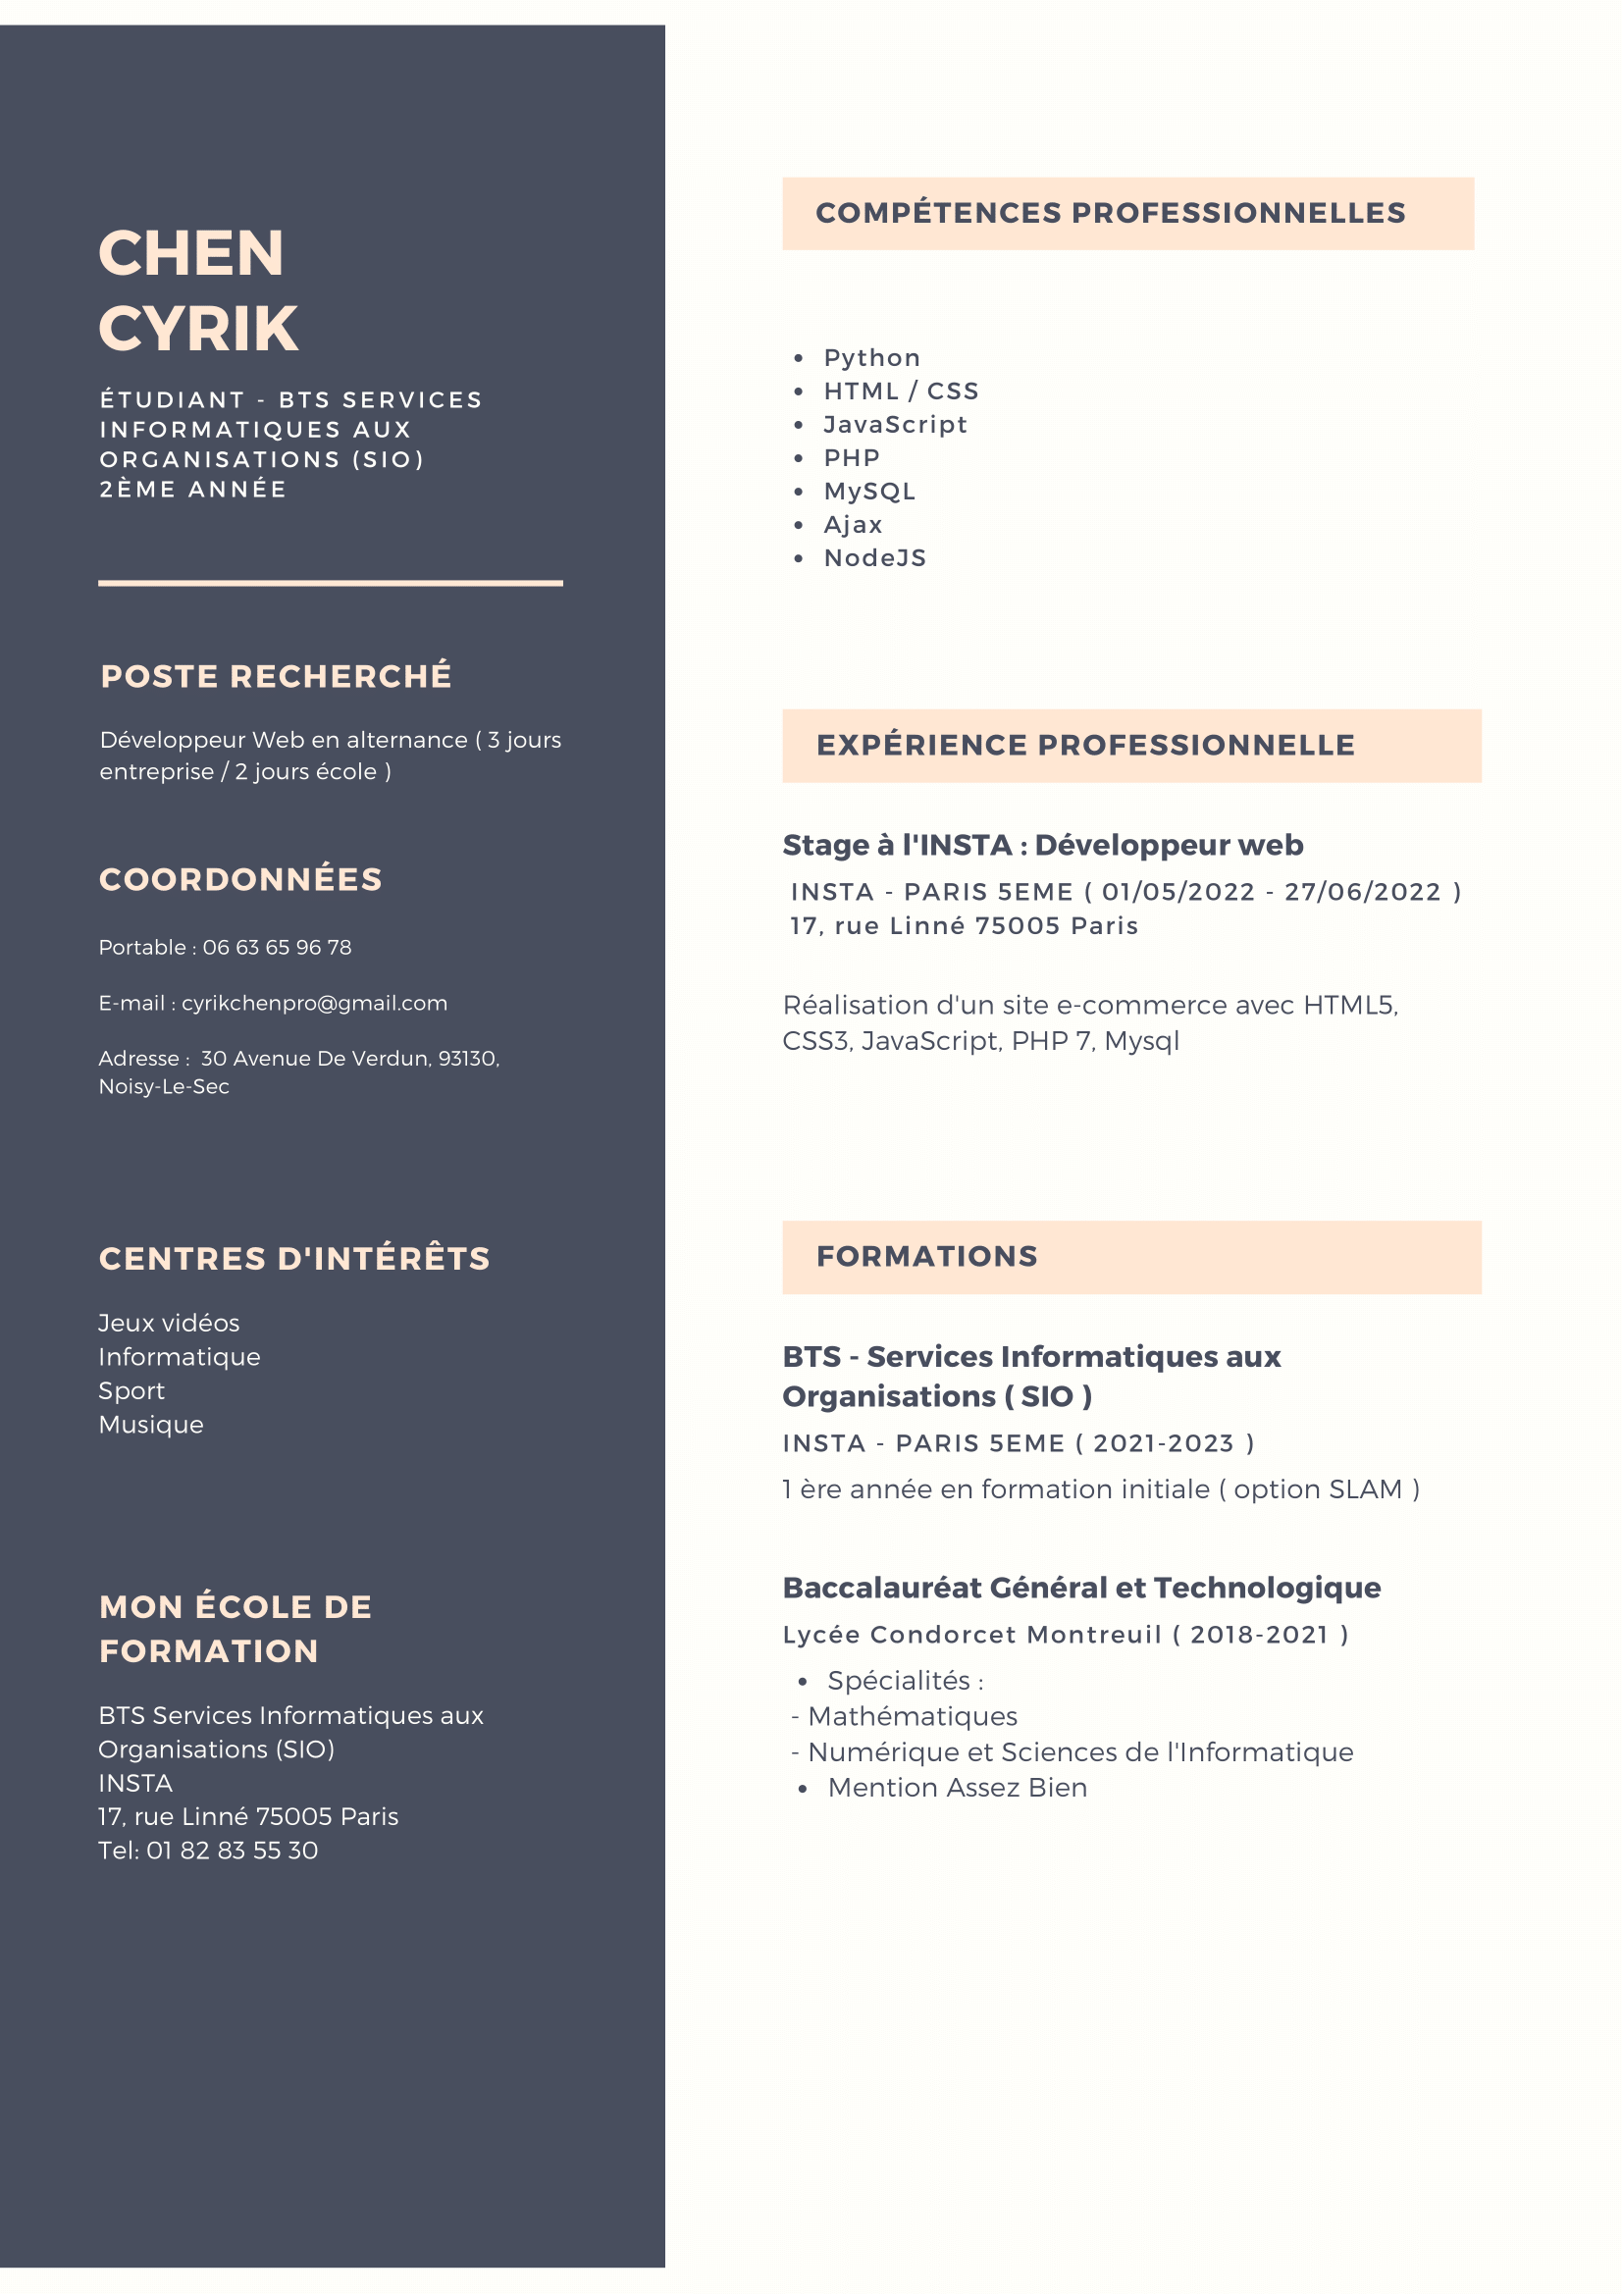 CHEN
CYRIK
ÉTUDIANT - BTS SERVICES
INFORMATIQUES AUX
ORGANISATIONS (SIO)
2ÈME ANNÉE
POSTE RECHERCHÉ
Développeur Web en alternance ( 3 jours
entreprise / 2 jours école )
COORDONNÉES
Portable : 06 63 65 96 78
E-mail : cyrikchenpro@gmail.com
Adresse :  30 Avenue De Verdun, 93130,
Noisy-Le-Sec
CENTRES D'INTÉRÊTS
Jeux vidéos
Informatique
Sport
Musique
MON ÉCOLE DE
FORMATION
BTS Services Informatiques aux
Organisations (SIO)
INSTA
17, rue Linné 75005 Paris
Tel: 01 82 83 55 30
COMPÉTENCES PROFESSIONNELLES
• Python
• HTML / CSS
• JavaScript
• PHP
• MySQL
• Ajax
• NodeJS
EXPÉRIENCE PROFESSIONNELLE
Stage à l'INSTA : Développeur web
INSTA - PARIS 5EME ( 01/05/2022 - 27/06/2022 )
17, rue Linné 75005 Paris
Réalisation d'un site e-commerce avec HTML5,
CSS3, JavaScript, PHP 7, Mysql
FORMATIONS
BTS - Services Informatiques aux
Organisations ( SIO )
INSTA - PARIS 5EME ( 2021-2023 )
1 ère année en formation initiale ( option SLAM )
Baccalauréat Général et Technologique
Lycée Condorcet Montreuil ( 2018-2021 )
• Spécialités :
- Mathématiques
- Numérique et Sciences de l'Informatique
• Mention Assez Bien